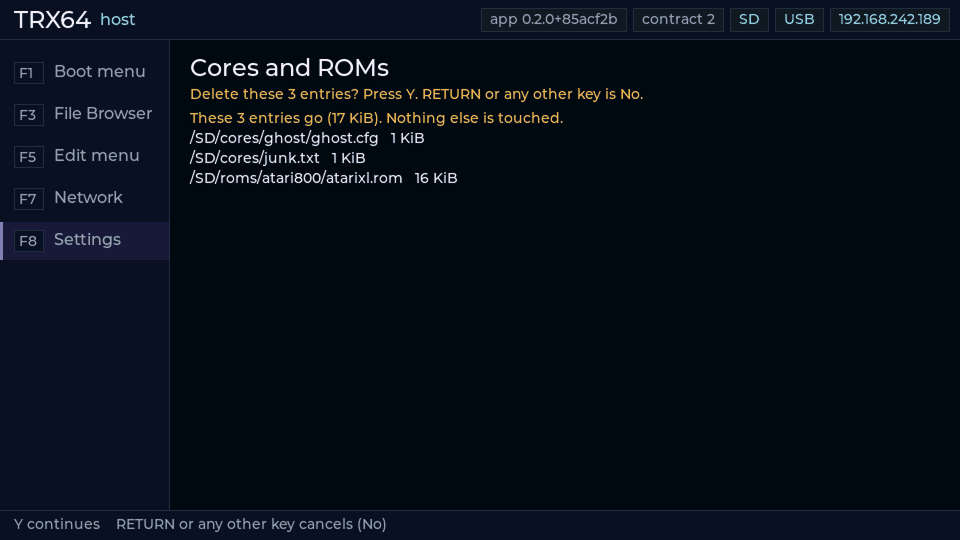 TRX64 host
app 0.2.0+85acf2b
contract 2
SD
USB
192.168.242.189
F1 Boot menu
F3 File Browser
F5 Edit menu
F7 Network
F8 Settings
Cores and ROMs
Delete these 3 entries? Press Y. RETURN or any other key is No.
These 3 entries go (17 KiB). Nothing else is touched.
/SD/cores/ghost/ghost.cfg 1 KiB
/SD/cores/junk.txt 1 KiB
/SD/roms/atari800/atarixl.rom 16 KiB
Y continues RETURN or any other key cancels (No)